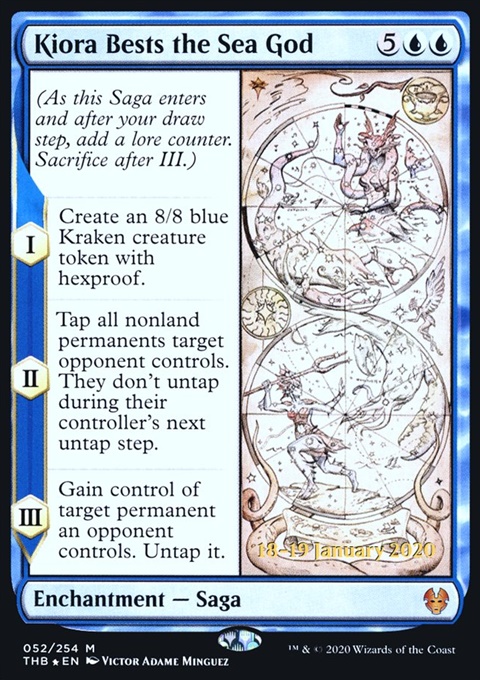 Kiora Bests the Sea God 5
(As this Saga enters
and after your draw
step, add a lore counter.
Sacrifice after III.)
I
Create an 8/8 blue
Kraken creature
token with
hexproof.
II
Tap all nonland
permanents target
opponent controls.
They don't untap
during their
controller's next
untap step.
III
Gain control of
target permanent
an opponent
controls. Untap it.
18-19 January 2020
Enchantment — Saga
052/254 M
THB ★ EN Victor Adame Minguez
™ & © 2020 Wizards of the Coast